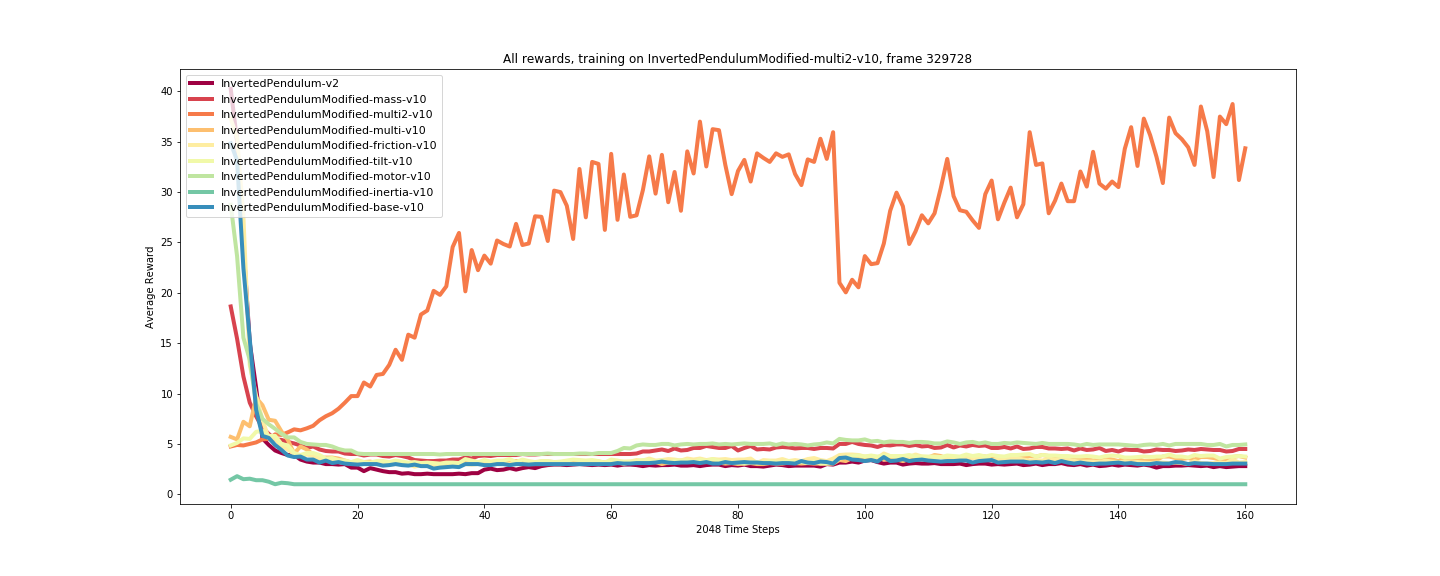 All rewards, training on InvertedPendulumModified-multi2-v10, frame 329728
InvertedPendulum-v2
InvertedPendulumModified-mass-v10
InvertedPendulumModified-multi2-v10
InvertedPendulumModified-multi-v10
InvertedPendulumModified-friction-v10
InvertedPendulumModified-tilt-v10
InvertedPendulumModified-motor-v10
InvertedPendulumModified-inertia-v10
InvertedPendulumModified-base-v10
Average Reward
40
35
30
25
20
15
10
5
0
0 20 40 60 80 100 120 140 160
2048 Time Steps